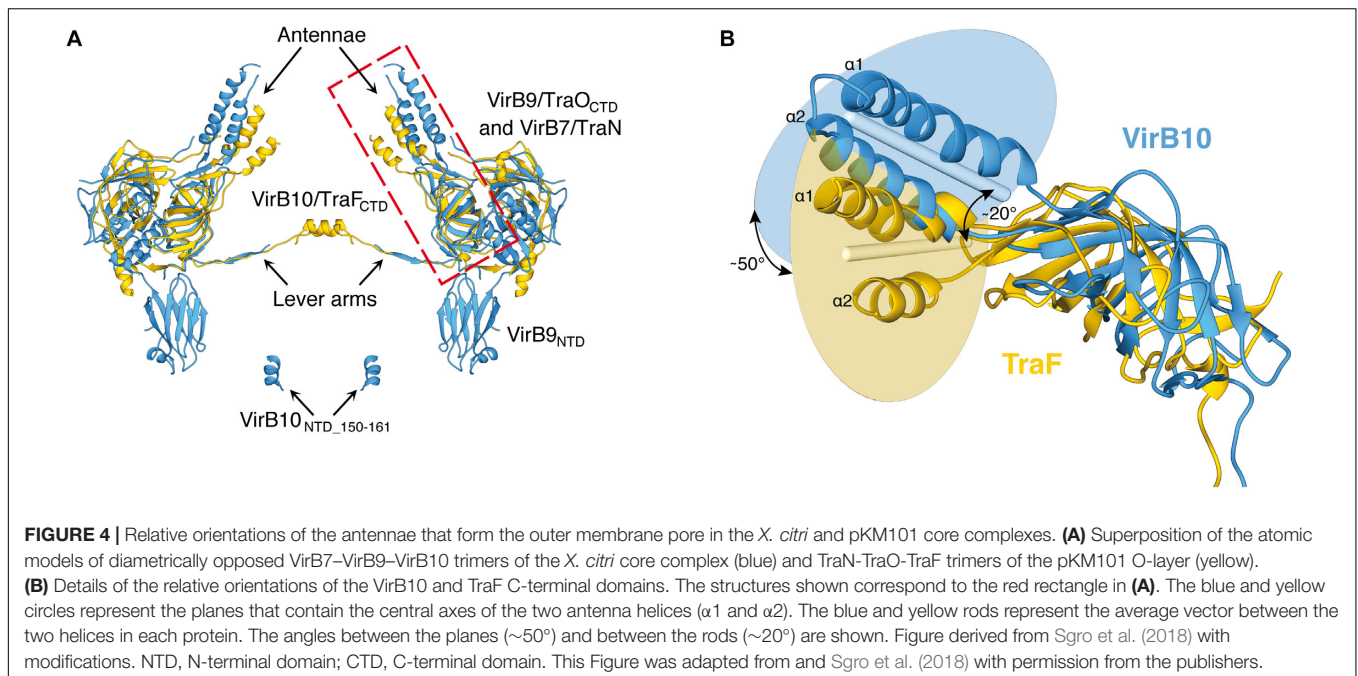 A
Antennae
VirB9/TraOCTD
and VirB7/TraN
VirB10/TraFCTD
Lever arms
VirB9NTD
VirB10NTD_150-161
B
α1
α2
VirB10
α1
~20°
~50°
α2
TraF
FIGURE 4 | Relative orientations of the antennae that form the outer membrane pore in the X. citri and pKM101 core complexes. (A) Superposition of the atomic
models of diametrically opposed VirB7–VirB9–VirB10 trimers of the X. citri core complex (blue) and TraN-TraO-TraF trimers of the pKM101 O-layer (yellow).
(B) Details of the relative orientations of the VirB10 and TraF C-terminal domains. The structures shown correspond to the red rectangle in (A). The blue and yellow
circles represent the planes that contain the central axes of the two antenna helices (α1 and α2). The blue and yellow rods represent the average vector between the
two helices in each protein. The angles between the planes (~50°) and between the rods (~20°) are shown. Figure derived from Sgro et al. (2018) with
modifications. NTD, N-terminal domain; CTD, C-terminal domain. This Figure was adapted from and Sgro et al. (2018) with permission from the publishers.